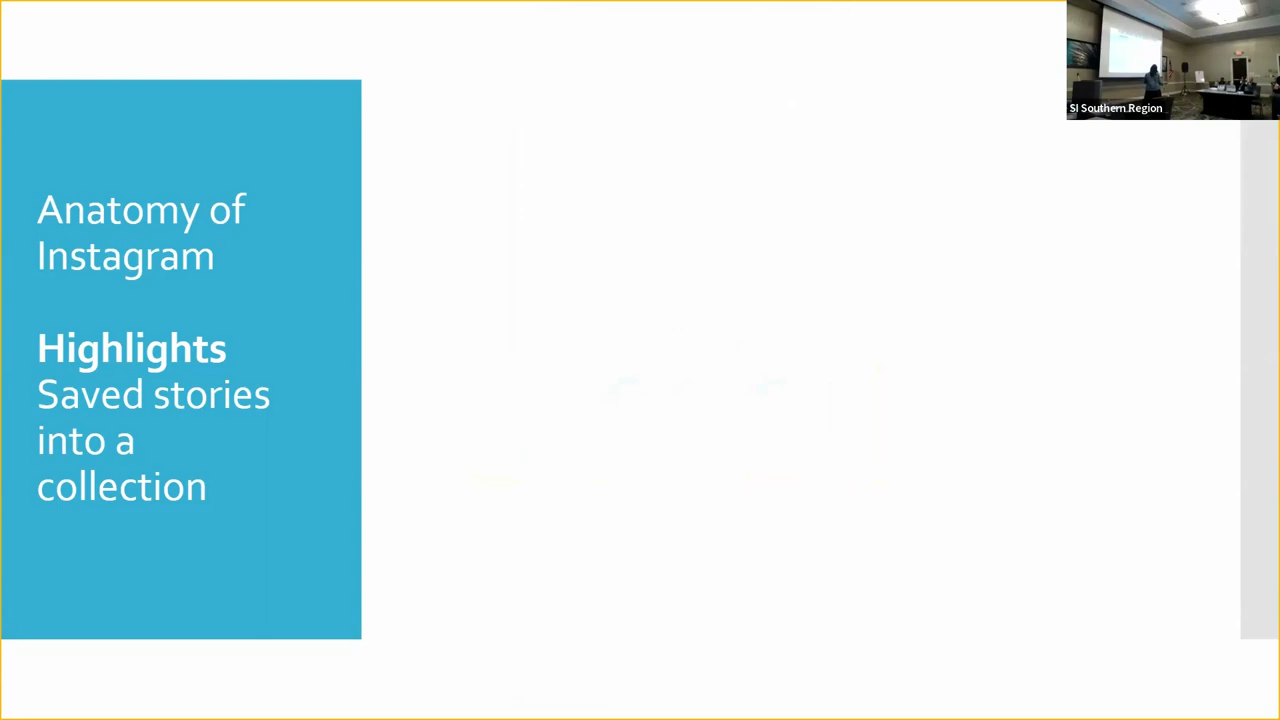 SI Southern Region
Anatomy of
Instagram
Highlights
Saved stories
into a
collection